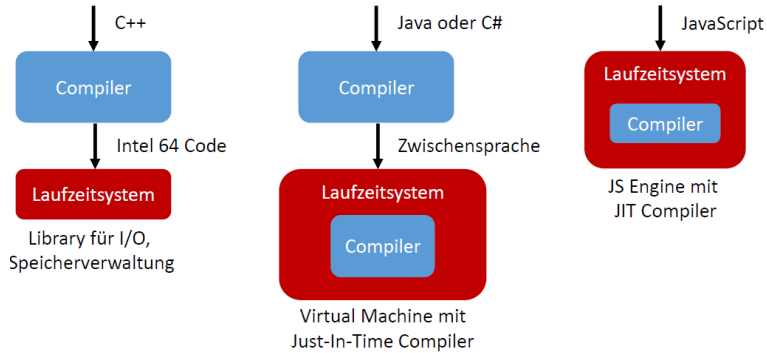 C++
Compiler
Intel 64 Code
Laufzeitsystem
Library für I/O,
Speicherverwaltung
Java oder C#
Compiler
Zwischensprache
Laufzeitsystem
Compiler
Virtual Machine mit
Just-In-Time Compiler
JavaScript
Laufzeitsystem
Compiler
JS Engine mit
JIT Compiler